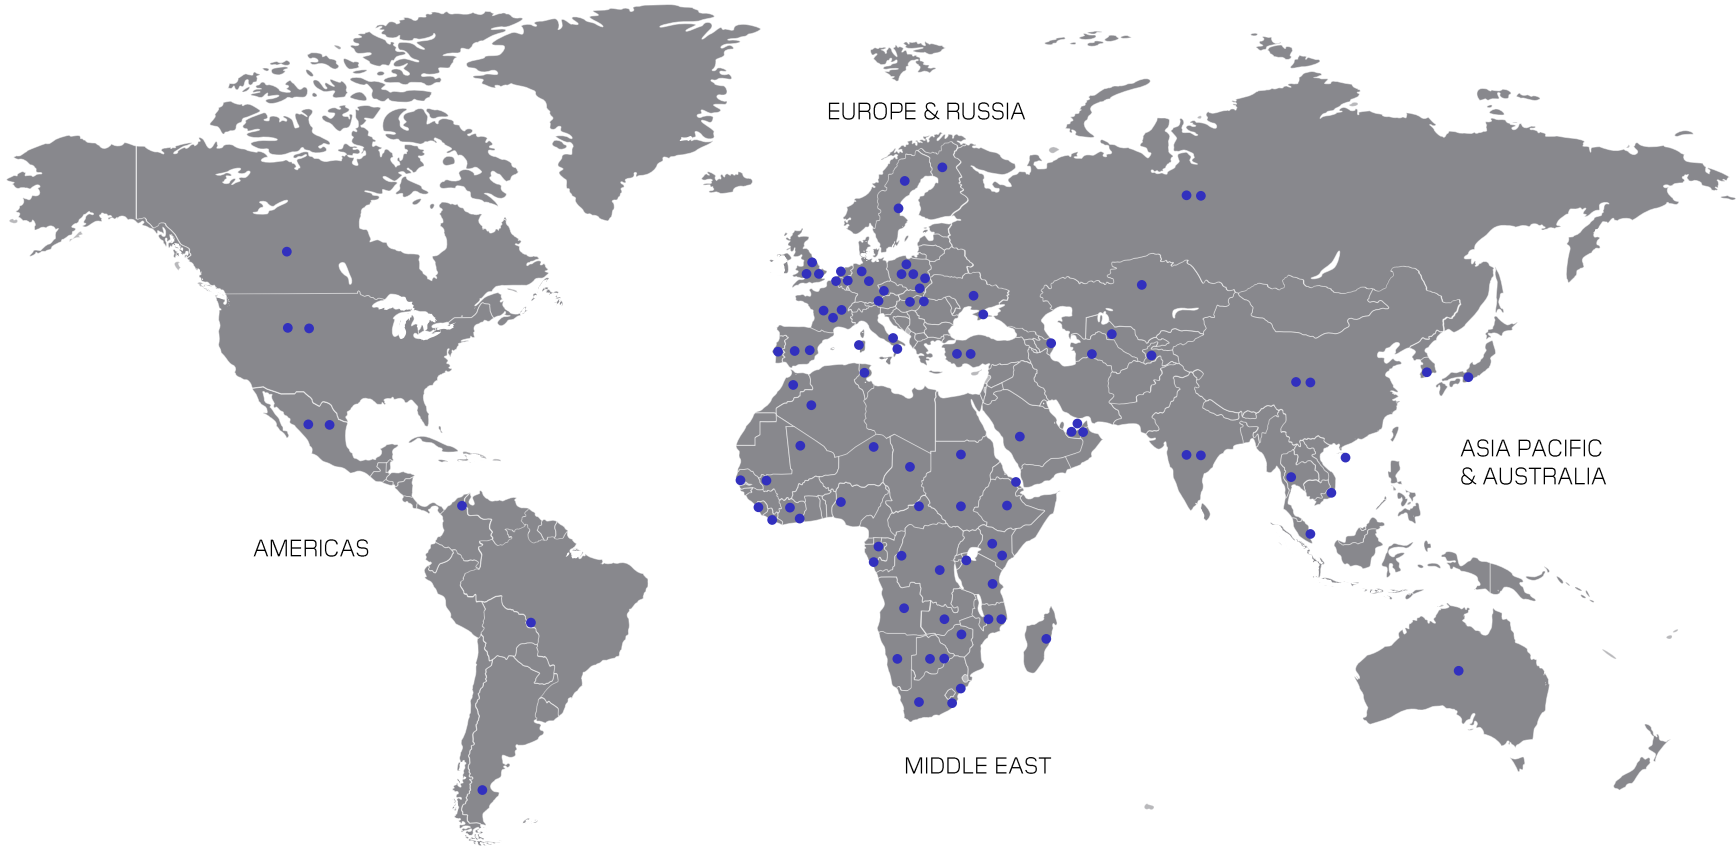 EUROPE & RUSSIA
ASIA PACIFIC
& AUSTRALIA
AMERICAS
MIDDLE EAST